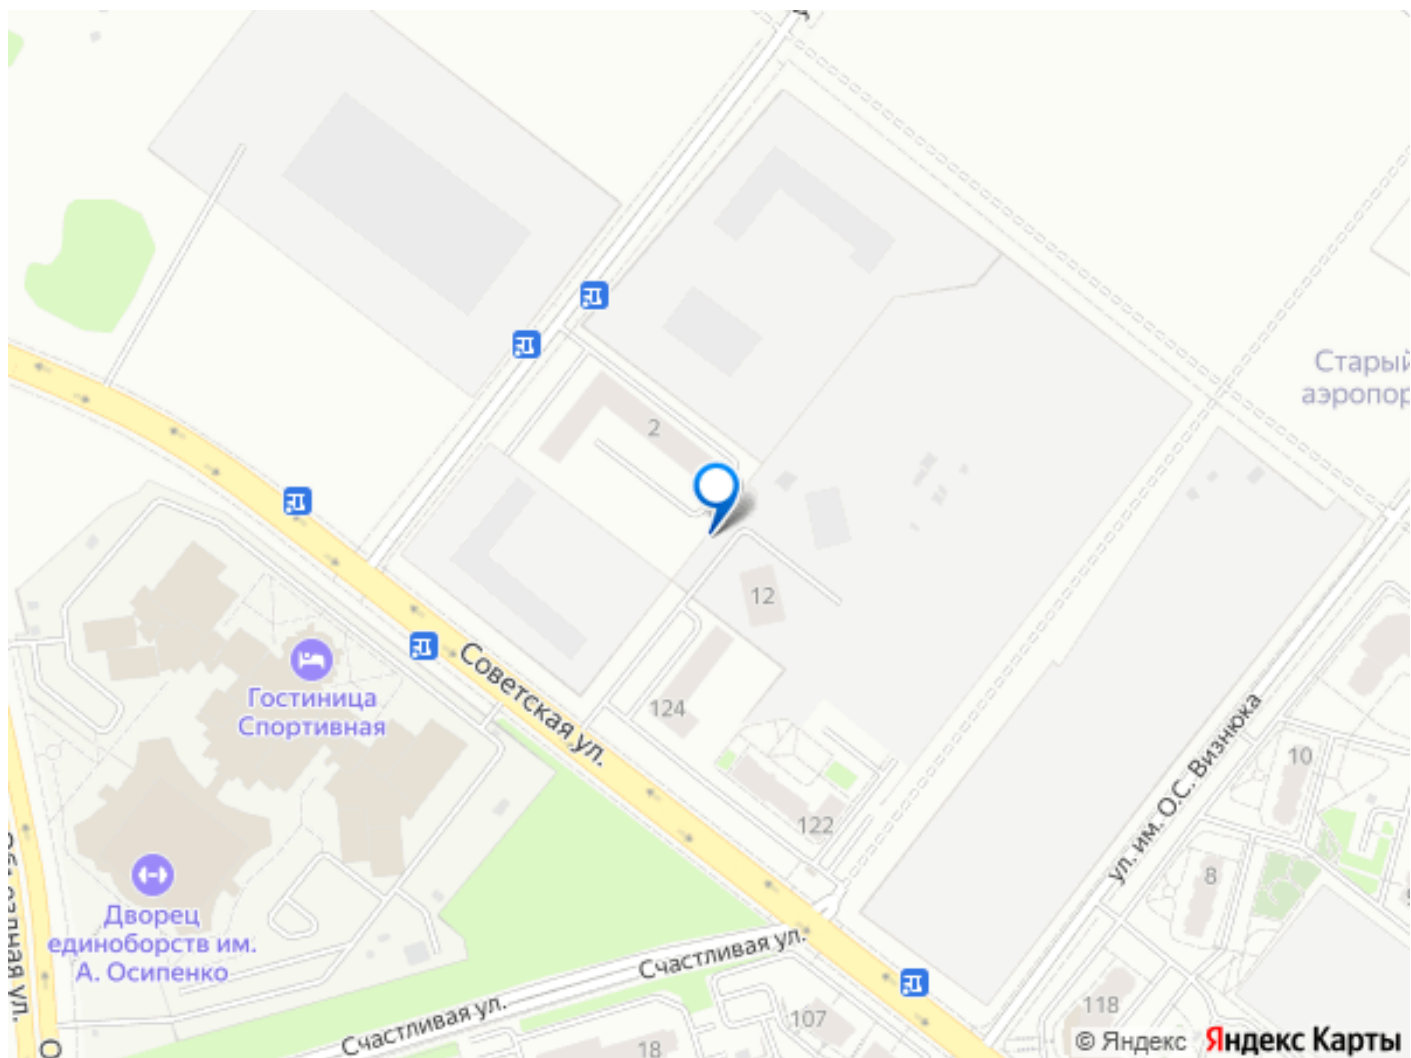 Старый
аэропор
2
12
Советская ул.
Гостиница
Спортивная
124
ул. им. О.С. Визнюка
10
122
8
Дворец
единоборств им.
А. Осипенко
Счастливая ул.
Счастливая ул.
118
107
18
© Яндекс
Яндекс Карты